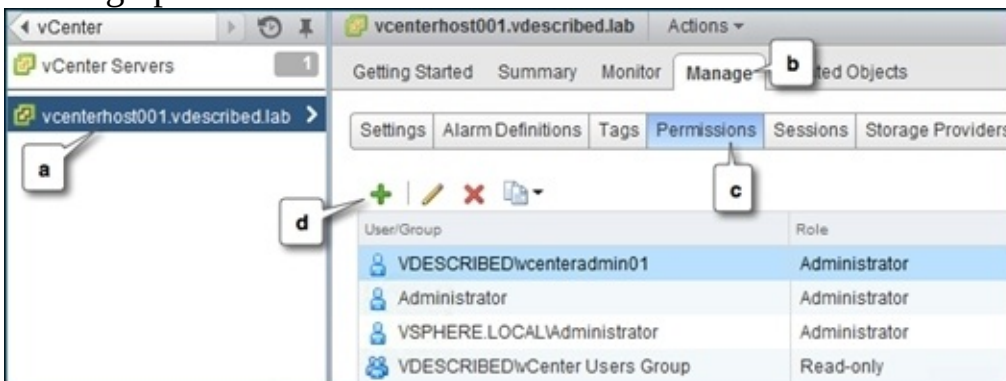 vCenter
vCenter Servers 1
vcenterhost001.vdescribed.lab
a
vcenterhost001.vdescribed.lab Actions
Getting Started Summary Monitor Manage b Objects
Settings Alarm Definitions Tags Permissions Sessions Storage Providers
c
d
User/Group Role
VDESCRIBED\vcenteradmin01 Administrator
Administrator Administrator
VSPHERE.LOCAL\Administrator Administrator
VDESCRIBED\vCenter Users Group Read-only